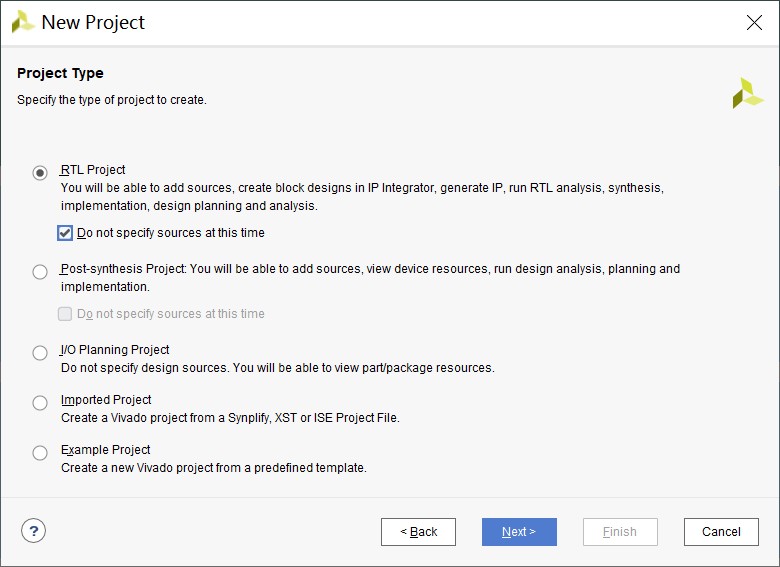 New Project
Project Type
Specify the type of project to create.
RTL Project
You will be able to add sources, create block designs in IP Integrator, generate IP, run RTL analysis, synthesis,
implementation, design planning and analysis.
Do not specify sources at this time
Post-synthesis Project: You will be able to add sources, view device resources, run design analysis, planning and
implementation.
Do not specify sources at this time
I/O Planning Project
Do not specify design sources. You will be able to view part/package resources.
Imported Project
Create a Vivado project from a Synplify, XST or ISE Project File.
Example Project
Create a new Vivado project from a predefined template.
? < Back Next > Finish Cancel